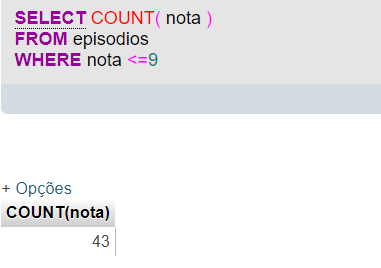 SELECT COUNT( nota )
FROM episodios
WHERE nota <=9
+ Opções
COUNT(nota)
43